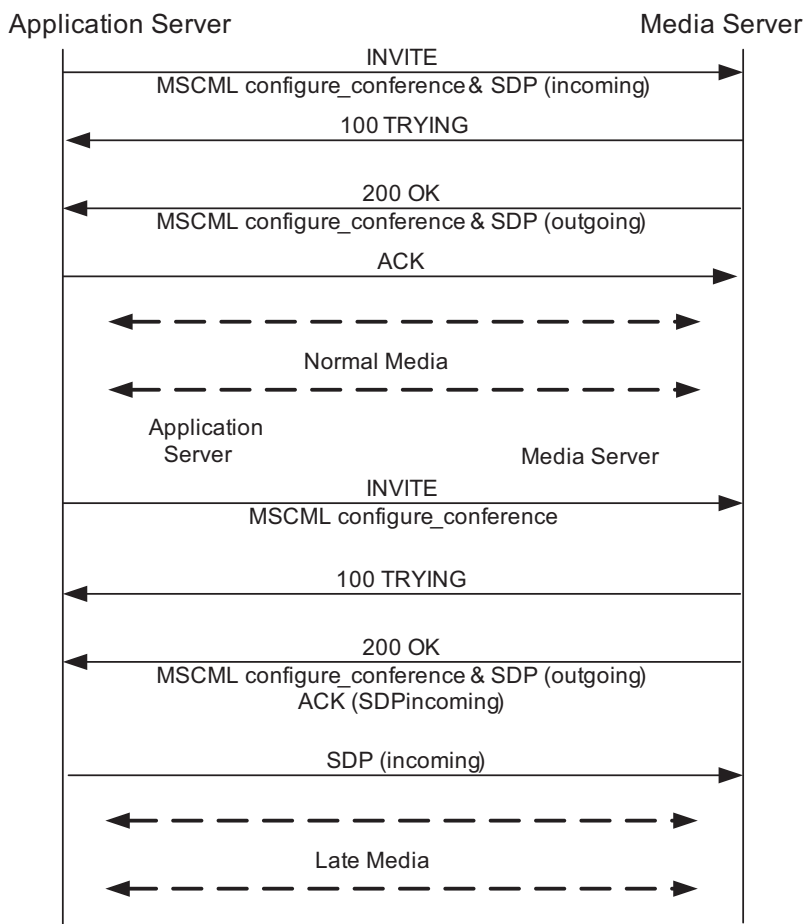 Application Server
Media Server
INVITE
MSCML configure_conference & SDP (incoming)
100 TRYING
200 OK
MSCML configure_conference & SDP (outgoing)
ACK
Normal Media
Application
Server
Media Server
INVITE
MSCML configure_conference
100 TRYING
200 OK
MSCML configure_conference & SDP (outgoing)
ACK (SDPincoming)
SDP (incoming)
Late Media